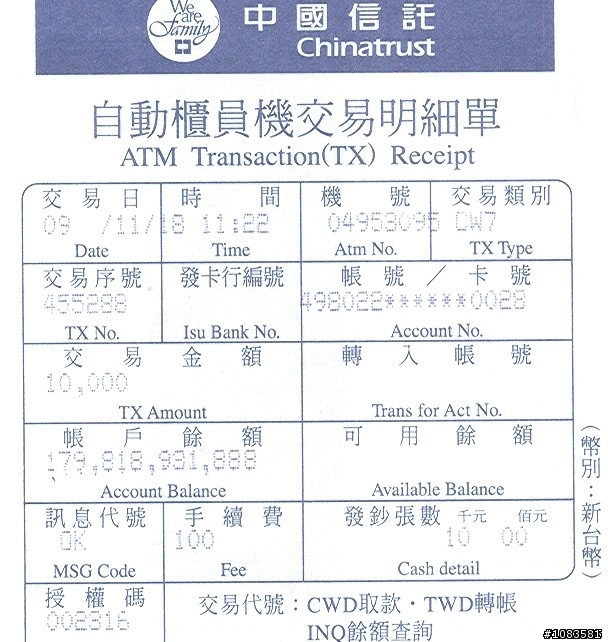 We are Family
中國信託
Chinatrust
自動櫃員機交易明細單
ATM Transaction(TX) Receipt
交易日 時間 機號 交易類別
09 /11/18 11:22 04953095 CW7
Date Time Atm No. TX Type
交易序號 發卡行編號 帳號/卡號
455288 498022******0028
TX No. Isu Bank No. Account No.
交易金額 轉入帳號
10,000
TX Amount Trans for Act No.
帳戶餘額 可用餘額
179,818,931,888
Account Balance Available Balance
訊息代號 手續費 發鈔張數 千元 佰元
OK 100 10 00
MSG Code Fee Cash detail
授權碼 交易代號:CWD取款·TWD轉帳
002316 INQ餘額查詢
(幣別:新台幣)